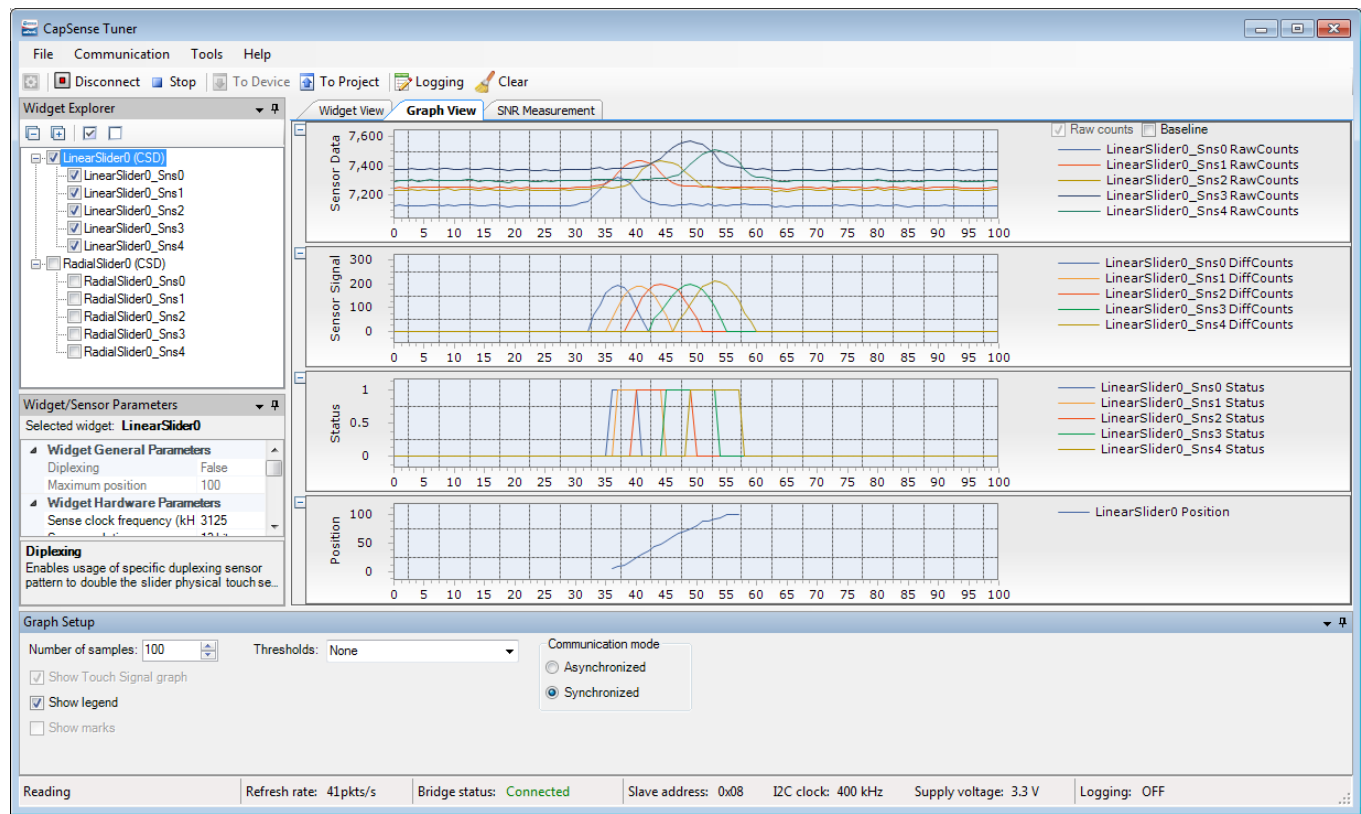 CapSense Tuner
File Communication Tools Help
Disconnect Stop To Device To Project Logging Clear
Widget Explorer
LinearSlider0 (CSD)
LinearSlider0_Sns0
LinearSlider0_Sns1
LinearSlider0_Sns2
LinearSlider0_Sns3
LinearSlider0_Sns4
RadialSlider0 (CSD)
RadialSlider0_Sns0
RadialSlider0_Sns1
RadialSlider0_Sns2
RadialSlider0_Sns3
RadialSlider0_Sns4
Widget/Sensor Parameters
Selected widget: LinearSlider0
Widget General Parameters
Diplexing False
Maximum position 100
Widget Hardware Parameters
Sense clock frequency (kH 3125
Diplexing
Enables usage of specific duplexing sensor
pattern to double the slider physical touch se...
Widget View Graph View SNR Measurement
Sensor Data
7,600
7,400
7,200
0 5 10 15 20 25 30 35 40 45 50 55 60 65 70 75 80 85 90 95 100
Raw counts Baseline
LinearSlider0_Sns0 RawCounts
LinearSlider0_Sns1 RawCounts
LinearSlider0_Sns2 RawCounts
LinearSlider0_Sns3 RawCounts
LinearSlider0_Sns4 RawCounts
Sensor Signal
300
200
100
0
0 5 10 15 20 25 30 35 40 45 50 55 60 65 70 75 80 85 90 95 100
LinearSlider0_Sns0 DiffCounts
LinearSlider0_Sns1 DiffCounts
LinearSlider0_Sns2 DiffCounts
LinearSlider0_Sns3 DiffCounts
LinearSlider0_Sns4 DiffCounts
Status
1
0.5
0
0 5 10 15 20 25 30 35 40 45 50 55 60 65 70 75 80 85 90 95 100
LinearSlider0_Sns0 Status
LinearSlider0_Sns1 Status
LinearSlider0_Sns2 Status
LinearSlider0_Sns3 Status
LinearSlider0_Sns4 Status
Position
100
50
0
0 5 10 15 20 25 30 35 40 45 50 55 60 65 70 75 80 85 90 95 100
LinearSlider0 Position
Graph Setup
Number of samples: 100 Thresholds: None
Show Touch Signal graph
Show legend
Show marks
Communication mode
Asynchronized
Synchronized
Reading Refresh rate: 41pkts/s Bridge status: Connected Slave address: 0x08 I2C clock: 400 kHz Supply voltage: 3.3 V Logging: OFF